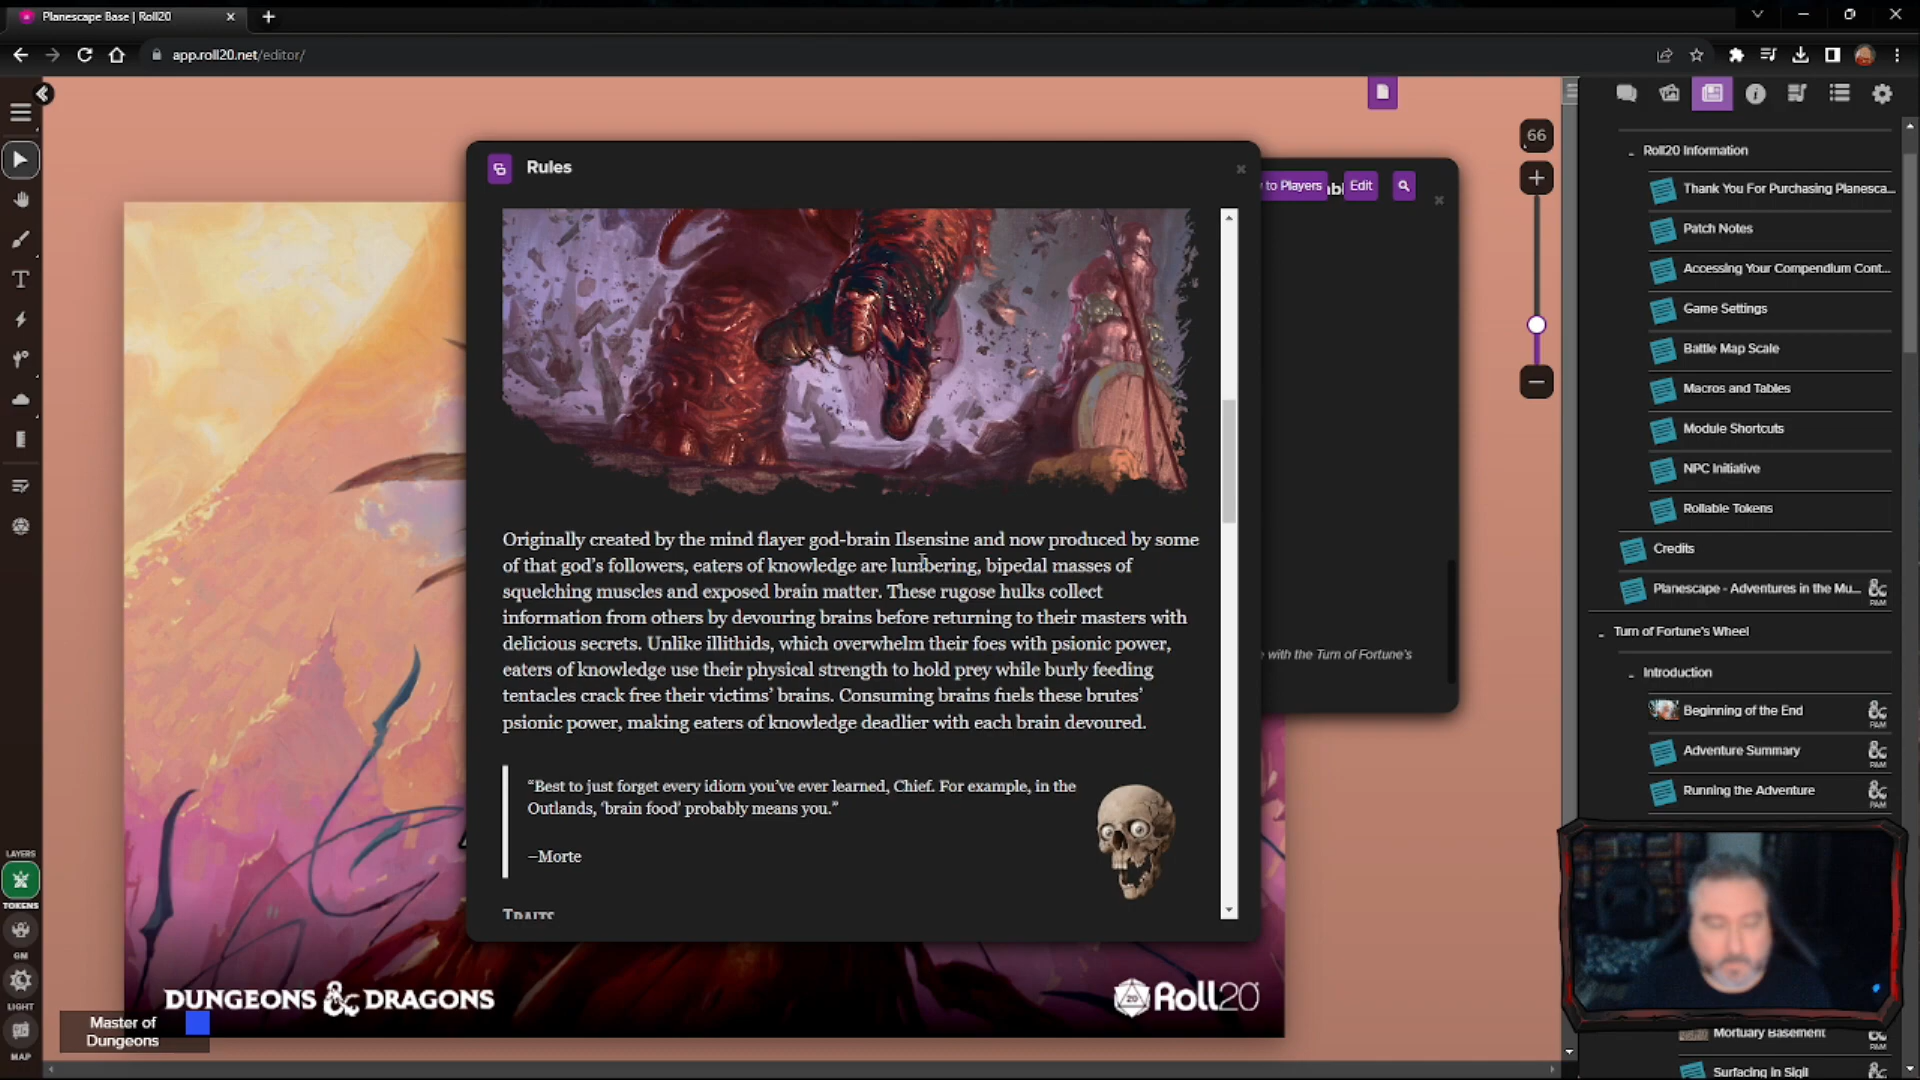 Planescape Base | Roll20
app.roll20.net/editor/
66
Rules
to Players
Edit
Originally created by the mind flayer god-brain Ilsensine and now produced by some
of that god's followers, eaters of knowledge are lumbering, bipedal masses of
squelching muscles and exposed brain matter. These rugose hulks collect
information from others by devouring brains before returning to their masters with
delicious secrets. Unlike illithids, which overwhelm their foes with psionic power,
eaters of knowledge use their physical strength to hold prey while burly feeding
tentacles crack free their victims' brains. Consuming brains fuels these brutes'
psionic power, making eaters of knowledge deadlier with each brain devoured.
"Best to just forget every idiom you've ever learned, Chief. For example, in the
Outlands, 'brain food' probably means you."
–Morte
Traits
with the Turn of Fortune's
Roll20 Information
Thank You For Purchasing Planesca...
Patch Notes
Accessing Your Compendium Cont...
Game Settings
Battle Map Scale
Macros and Tables
Module Shortcuts
NPC Initiative
Rollable Tokens
Credits
Planescape - Adventures in the Mu...
PAM
Turn of Fortune's Wheel
Introduction
Beginning of the End
PAM
Adventure Summary
PAM
Running the Adventure
PAM
Mortuary Basement
PAM
Surfacing in Sigil
LAYERS
TOKENS
GM
LIGHT
MAP
DUNGEONS & DRAGONS
20
Roll20
Master of
Dungeons